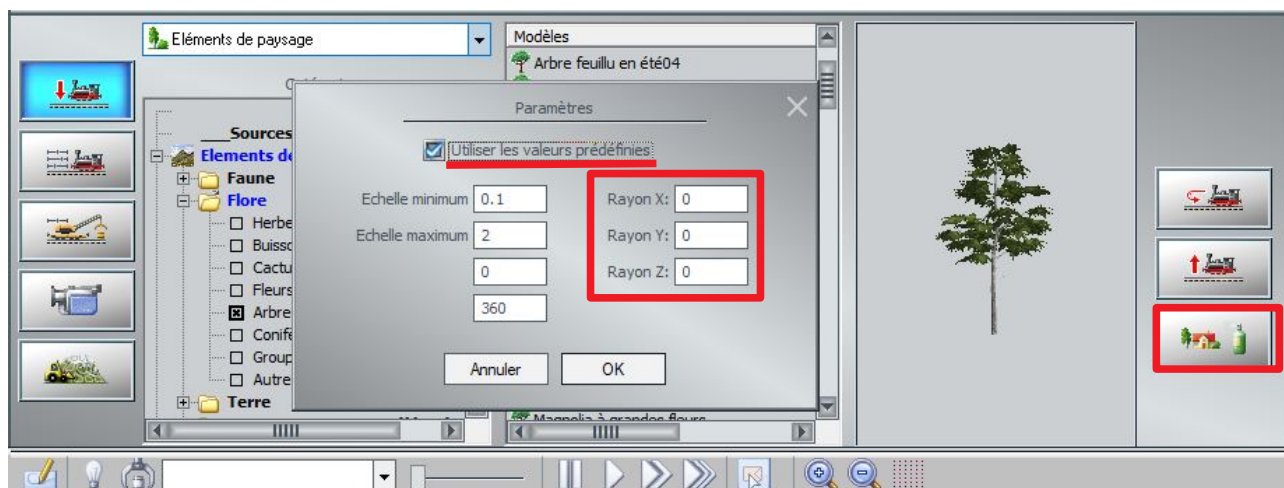 Eléments de paysage
Modèles
Arbre feuillu en été04
Paramètres
___Sources
Utiliser les valeurs prédéfinies
Elements de
Faune
Flore
Echelle minimum 0.1
Rayon X: 0
Herbe
Echelle maximum 2
Rayon Y: 0
Buisso
0
Rayon Z: 0
Cactu
Fleurs
360
Arbre
Conifè
Group
Annuler
OK
Autre
Terre
Magnolia à grandes fleurs